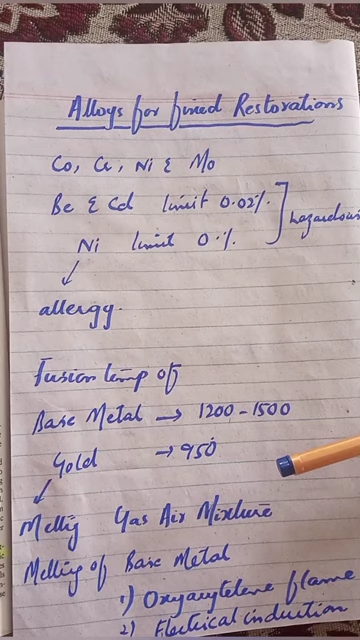 Alloys for fixed Restorations
Co, Cr, Ni & Mo
Be & Cd limit 0.02%. hazardous
Ni limit 0%.
allergy.
Fusion temp of
Base Metal → 1200-1500
Gold → 950
Melting Gas Air Mixture
Melting of Base Metal
1) Oxyacytelene flame
2) Electrical induction